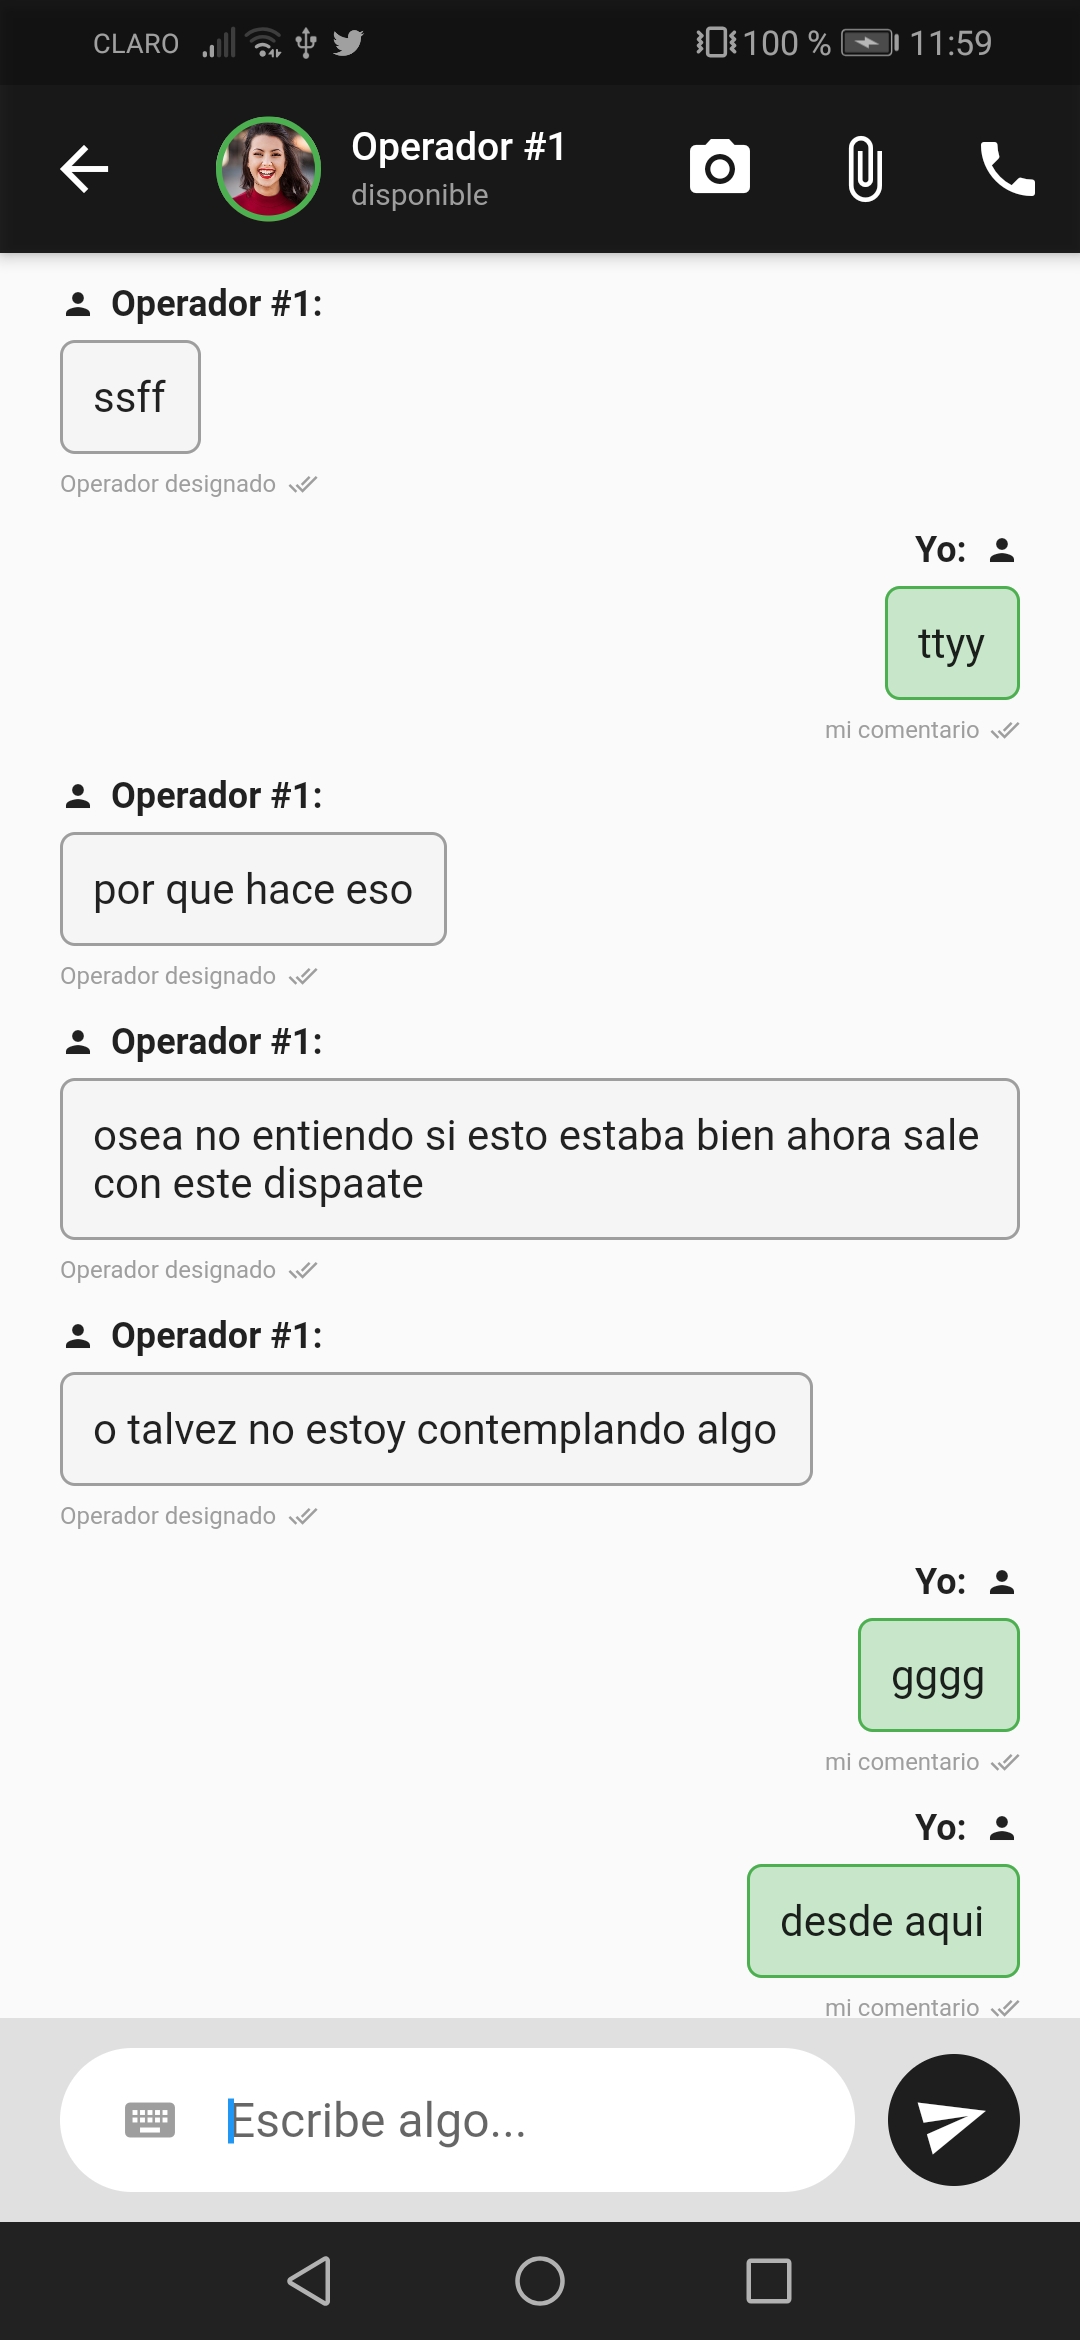 CLARO 100 % 11:59
Operador #1
disponible
Operador #1:
ssff
Operador designado
Yo:
ttyy
mi comentario
Operador #1:
por que hace eso
Operador designado
Operador #1:
osea no entiendo si esto estaba bien ahora sale
con este dispaate
Operador designado
Operador #1:
o talvez no estoy contemplando algo
Operador designado
Yo:
gggg
mi comentario
Yo:
desde aqui
mi comentario
Escribe algo...